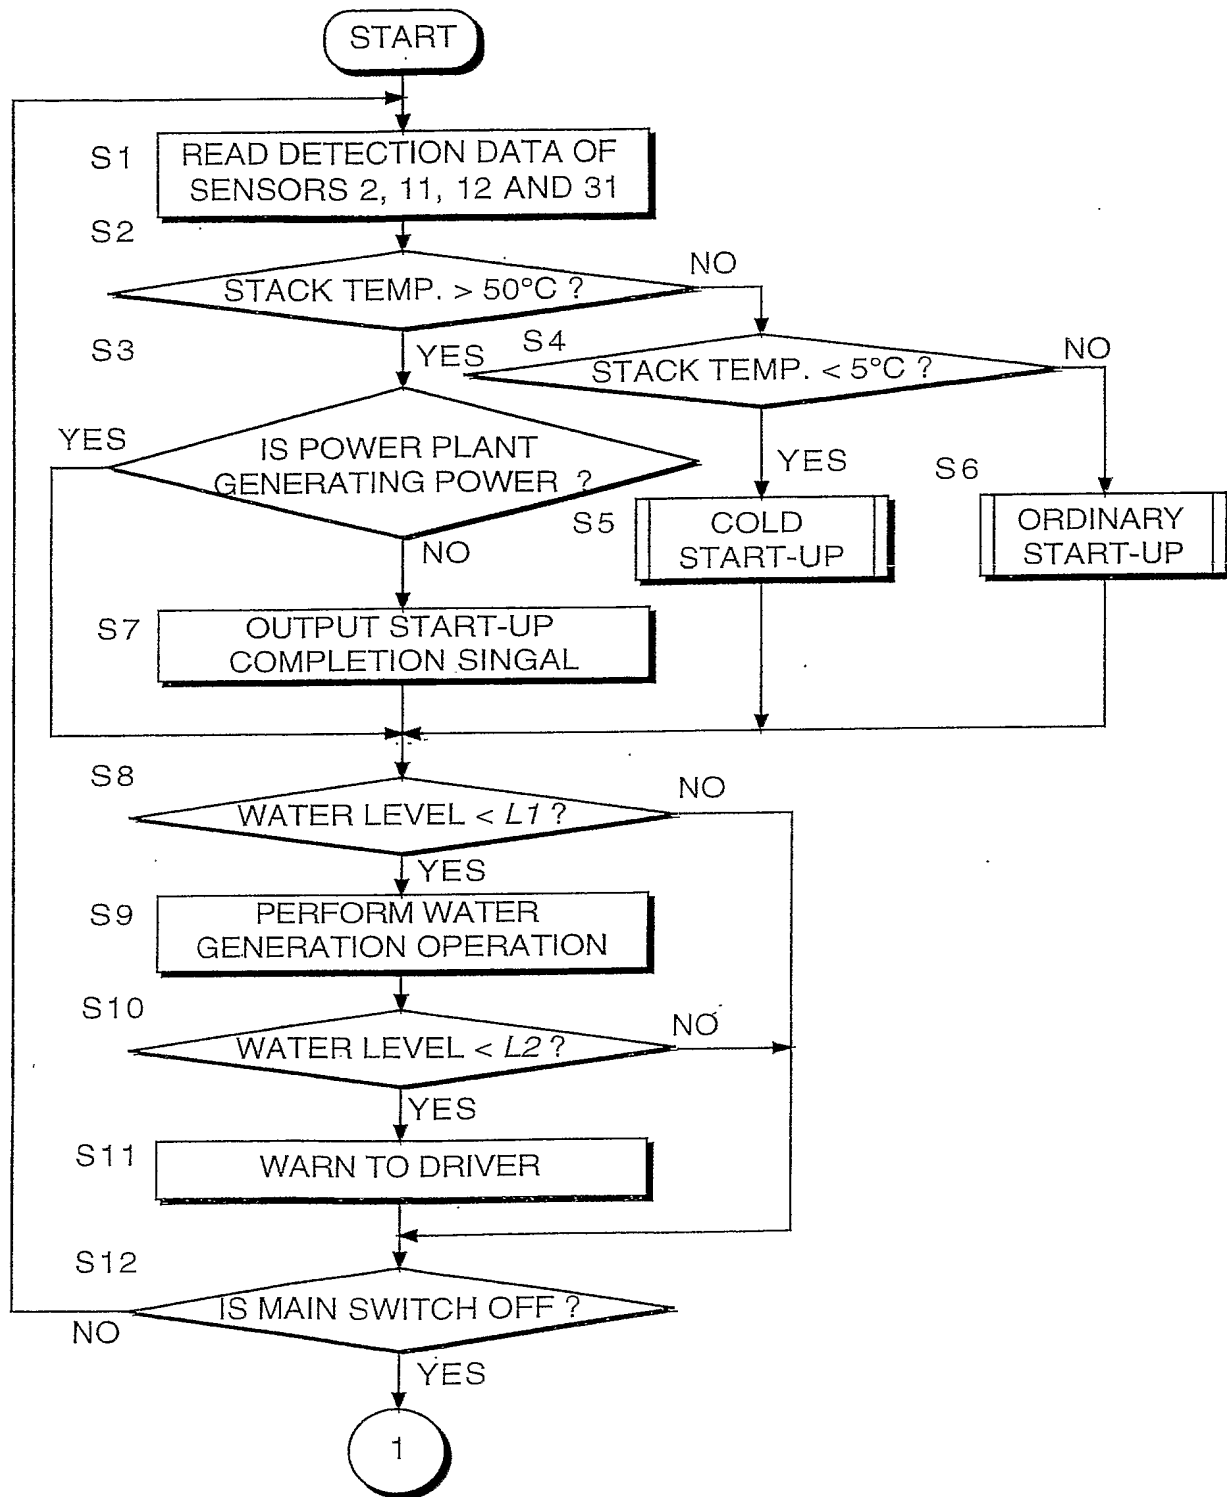 START
S1
READ DETECTION DATA OF
SENSORS 2, 11, 12 AND 31
S2
STACK TEMP. > 50°C ?
NO
S3
YES
S4
STACK TEMP. < 5°C ?
NO
YES
IS POWER PLANT
GENERATING POWER ?
YES
S6
S5
COLD
START-UP
ORDINARY
START-UP
NO
S7
OUTPUT START-UP
COMPLETION SINGAL
S8
WATER LEVEL < L1 ?
NO
YES
S9
PERFORM WATER
GENERATION OPERATION
S10
WATER LEVEL < L2 ?
NO
YES
S11
WARN TO DRIVER
S12
IS MAIN SWITCH OFF ?
NO
YES
1